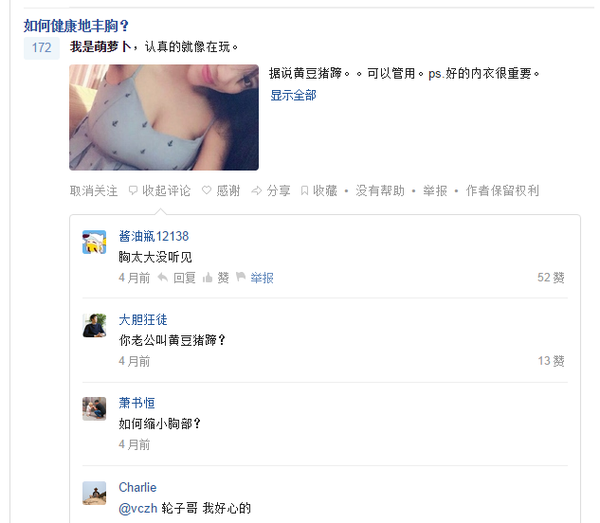 如何健康地丰胸？
172
我是萌萝卜，认真的就像在玩。
据说黄豆猪蹄。。可以管用。ps.好的内衣很重要。
显示全部
取消关注 收起评论 感谢 分享 收藏 • 没有帮助 • 举报 • 作者保留权利
酱油瓶12138
胸太大没听见
4 月前 回复 赞 举报 52 赞
大胆狂徒
你老公叫黄豆猪蹄？
4 月前 13 赞
萧书恒
如何缩小胸部？
4 月前
Charlie
@vczh 轮子哥 我好心的